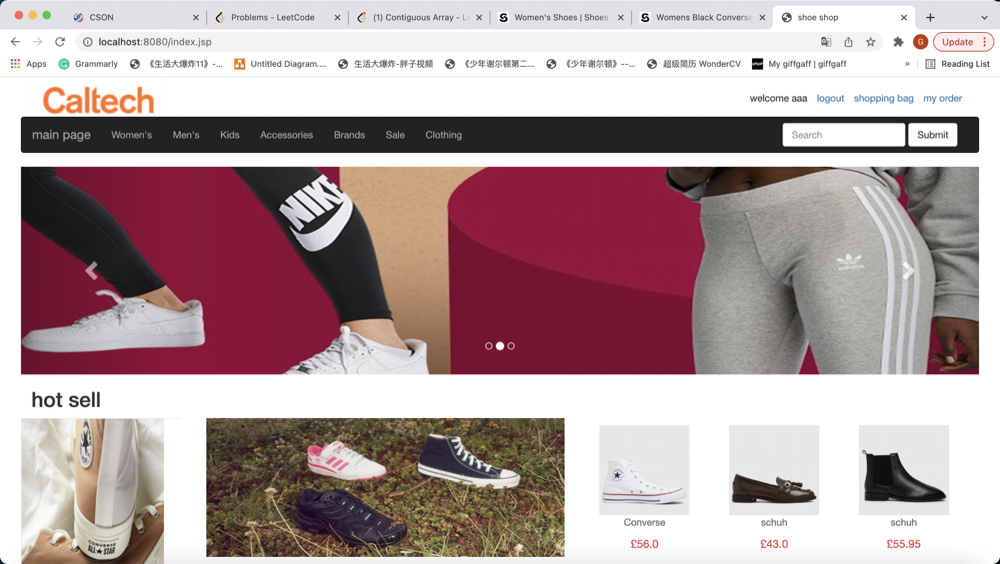 CSON
Problems - LeetCode
(1) Contiguous Array - Le
Women's Shoes | Shoes
Womens Black Converse
shoe shop
localhost:8080/index.jsp
G
Update
Apps
Grammarly
《生活大爆炸11》-...
Untitled Diagram....
生活大爆炸-胖子视频
《少年谢尔顿第二...
《少年谢尔顿》--...
超级简历 WonderCV
My giffgaff | giffgaff
»
Reading List
Caltech
welcome aaa
logout
shopping bag
my order
main page
Women's
Men's
Kids
Accessories
Brands
Sale
Clothing
Search
Submit
NIKE
hot sell
CONVERSE
ALL★STAR
Converse
schuh
schuh
£56.0
£43.0
£55.95